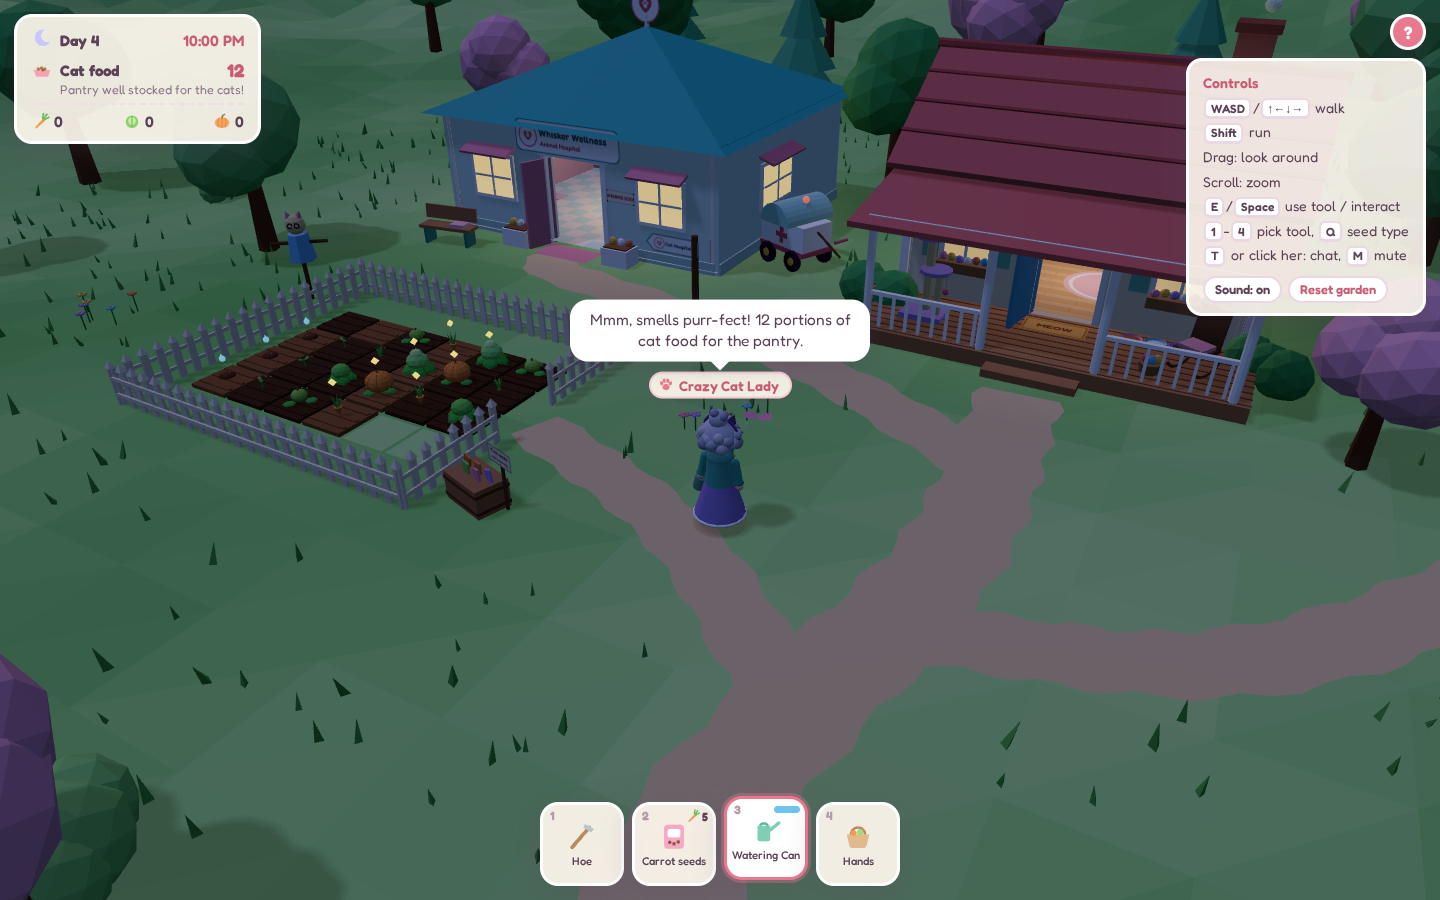 Day 4
10:00 PM
Cat food
12
Pantry well stocked for the cats!
0
0
0
?
Controls
WASD / ↑←↓→ walk
Shift run
Drag: look around
Scroll: zoom
E / Space use tool / interact
1 - 4 pick tool, Q seed type
T or click her: chat, M mute
Sound: on
Reset garden
Whisker Wellness
Animal Hospital
Cat Hospital
MEOW
Mmm, smells purr-fect! 12 portions of
cat food for the pantry.
Crazy Cat Lady
1
Hoe
2
5
Carrot seeds
3
Watering Can
4
Hands